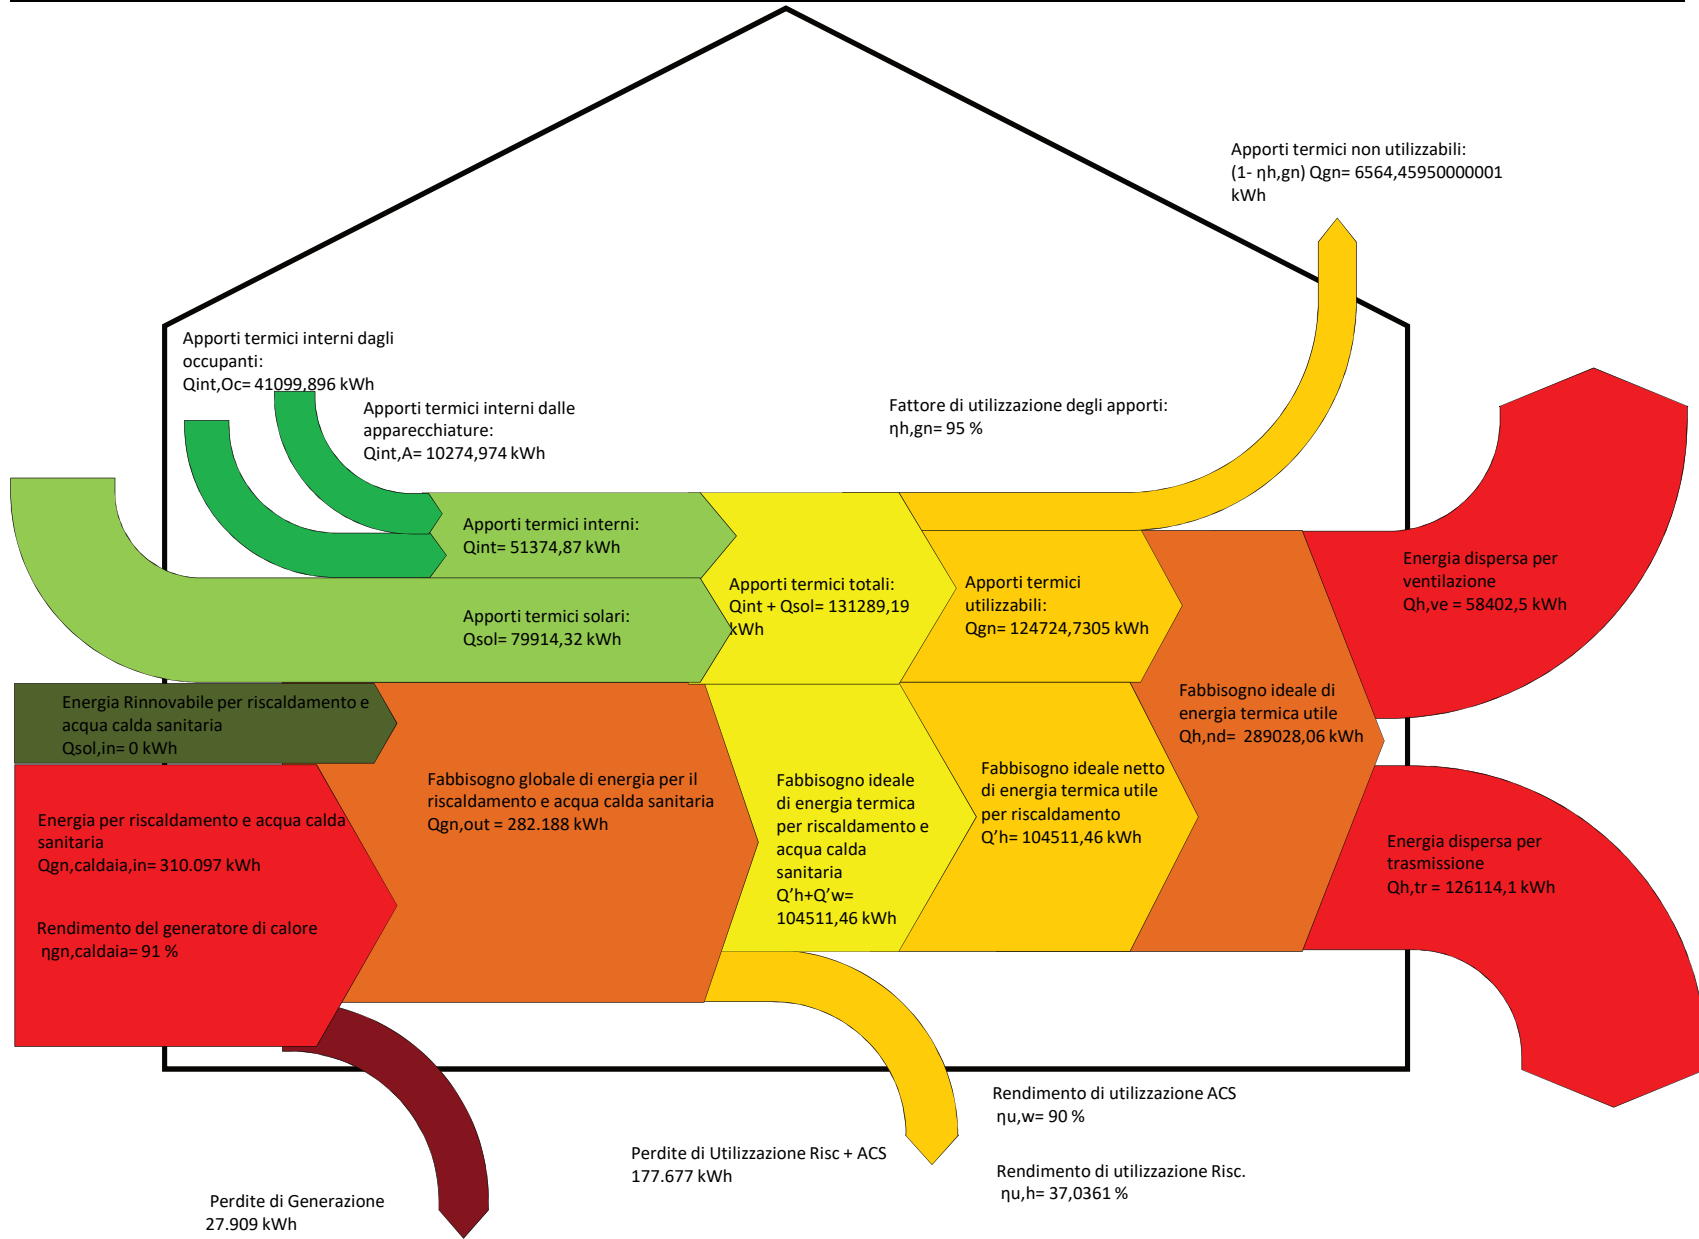 Apporti termici non utilizzabili:
(1- ηh,gn) Qgn= 6564,45950000001
kWh
Apporti termici interni dagli
occupanti:
Qint,Oc= 41099,896 kWh
Apporti termici interni dalle
apparecchiature:
Qint,A= 10274,974 kWh
Fattore di utilizzazione degli apporti:
ηh,gn= 95 %
Apporti termici interni:
Qint= 51374,87 kWh
Apporti termici solari:
Qsol= 79914,32 kWh
Apporti termici totali:
Qint + Qsol= 131289,19
kWh
Apporti termici
utilizzabili:
Qgn= 124724,7305 kWh
Energia dispersa per
ventilazione
Qh,ve = 58402,5 kWh
Energia Rinnovabile per riscaldamento e
acqua calda sanitaria
Qsol,in= 0 kWh
Fabbisogno ideale di
energia termica utile
Qh,nd=  289028,06 kWh
Energia per riscaldamento e acqua calda
sanitaria
Qgn,caldaia,in= 310.097 kWh
Rendimento del generatore di calore
ηgn,caldaia= 91 %
Fabbisogno globale di energia per il
riscaldamento e acqua calda sanitaria
Qgn,out = 282.188 kWh
Fabbisogno ideale
di energia termica
per riscaldamento e
acqua calda
sanitaria
Q’h+Q’w=
104511,46 kWh
Fabbisogno ideale netto
di energia termica utile
per riscaldamento
Q’h= 104511,46 kWh
Energia dispersa per
trasmissione
Qh,tr = 126114,1 kWh
Rendimento di utilizzazione ACS
ηu,w= 90 %
Rendimento di utilizzazione Risc.
ηu,h= 37,0361 %
Perdite di Utilizzazione Risc + ACS
177.677 kWh
Perdite di Generazione
27.909 kWh